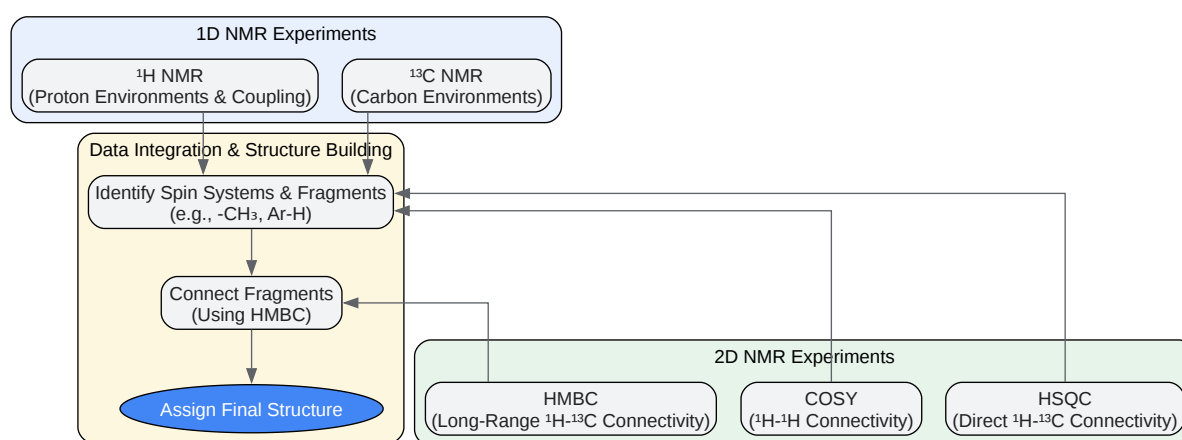 1D NMR Experiments
¹H NMR
(Proton Environments & Coupling)
¹³C NMR
(Carbon Environments)
Data Integration & Structure Building
Identify Spin Systems & Fragments
(e.g., -CH₃, Ar-H)
Connect Fragments
(Using HMBC)
Assign Final Structure
2D NMR Experiments
HMBC
(Long-Range ¹H-¹³C Connectivity)
COSY
(¹H-¹H Connectivity)
HSQC
(Direct ¹H-¹³C Connectivity)